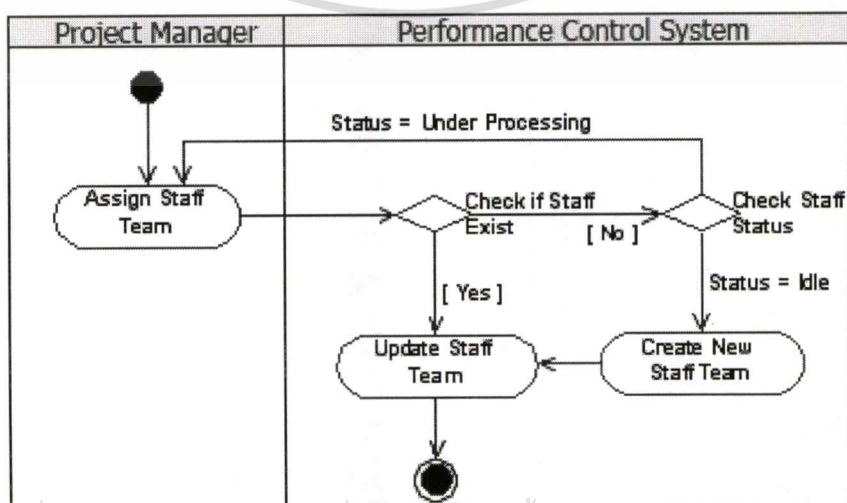 Project Manager
Performance Control System
Status = Under Processing
Assign Staff
Team
Check if Staff
Exist
[ No ]
Check Staff
Status
[ Yes ]
Status = Idle
Update Staff
Team
Create New
Staff Team